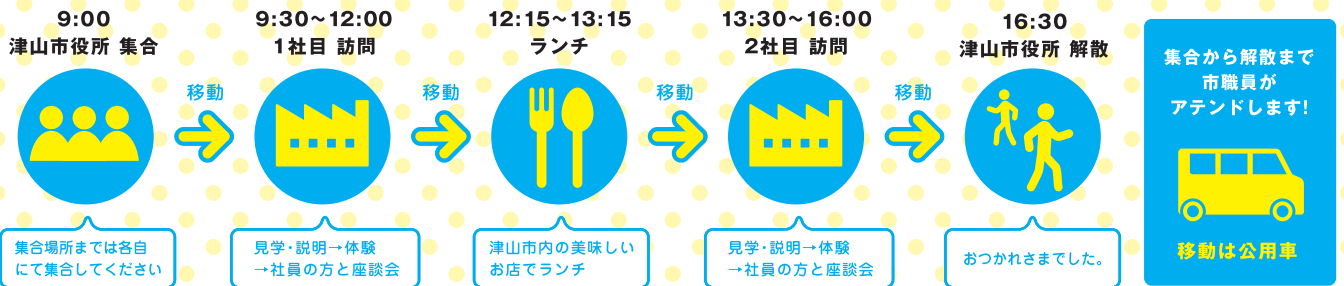 9:00
津山市役所 集合
移動
集合場所までは各自
にて集合してください
9:30~12:00
1社目 訪問
移動
見学・説明→体験
→社員の方と座談会
12:15~13:15
ランチ
移動
津山市内の美味しい
お店でランチ
13:30~16:00
2社目 訪問
移動
見学・説明→体験
→社員の方と座談会
16:30
津山市役所 解散
おつかれさまでした。
集合から解散まで
市職員が
アテンドします!
移動は公用車